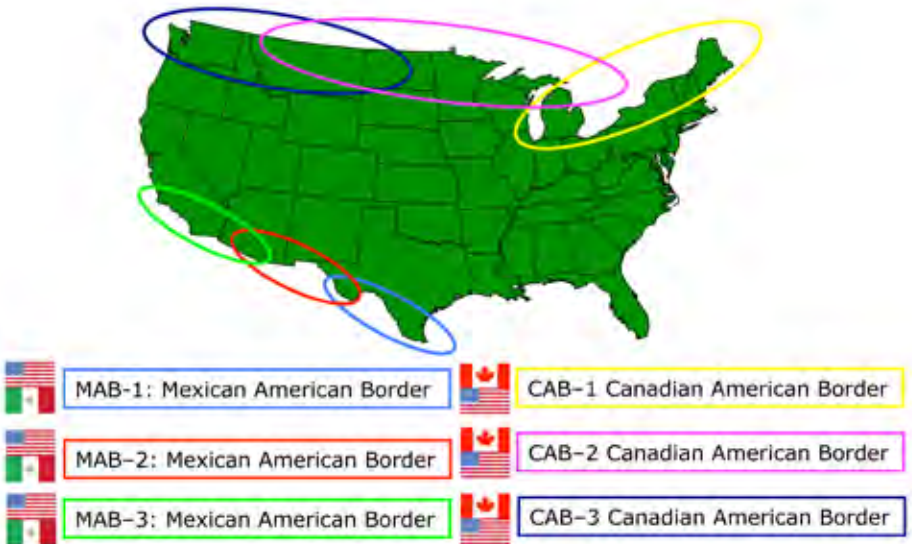 MAB-1: Mexican American Border
CAB-1 Canadian American Border
MAB-2: Mexican American Border
CAB-2 Canadian American Border
MAB-3: Mexican American Border
CAB-3 Canadian American Border